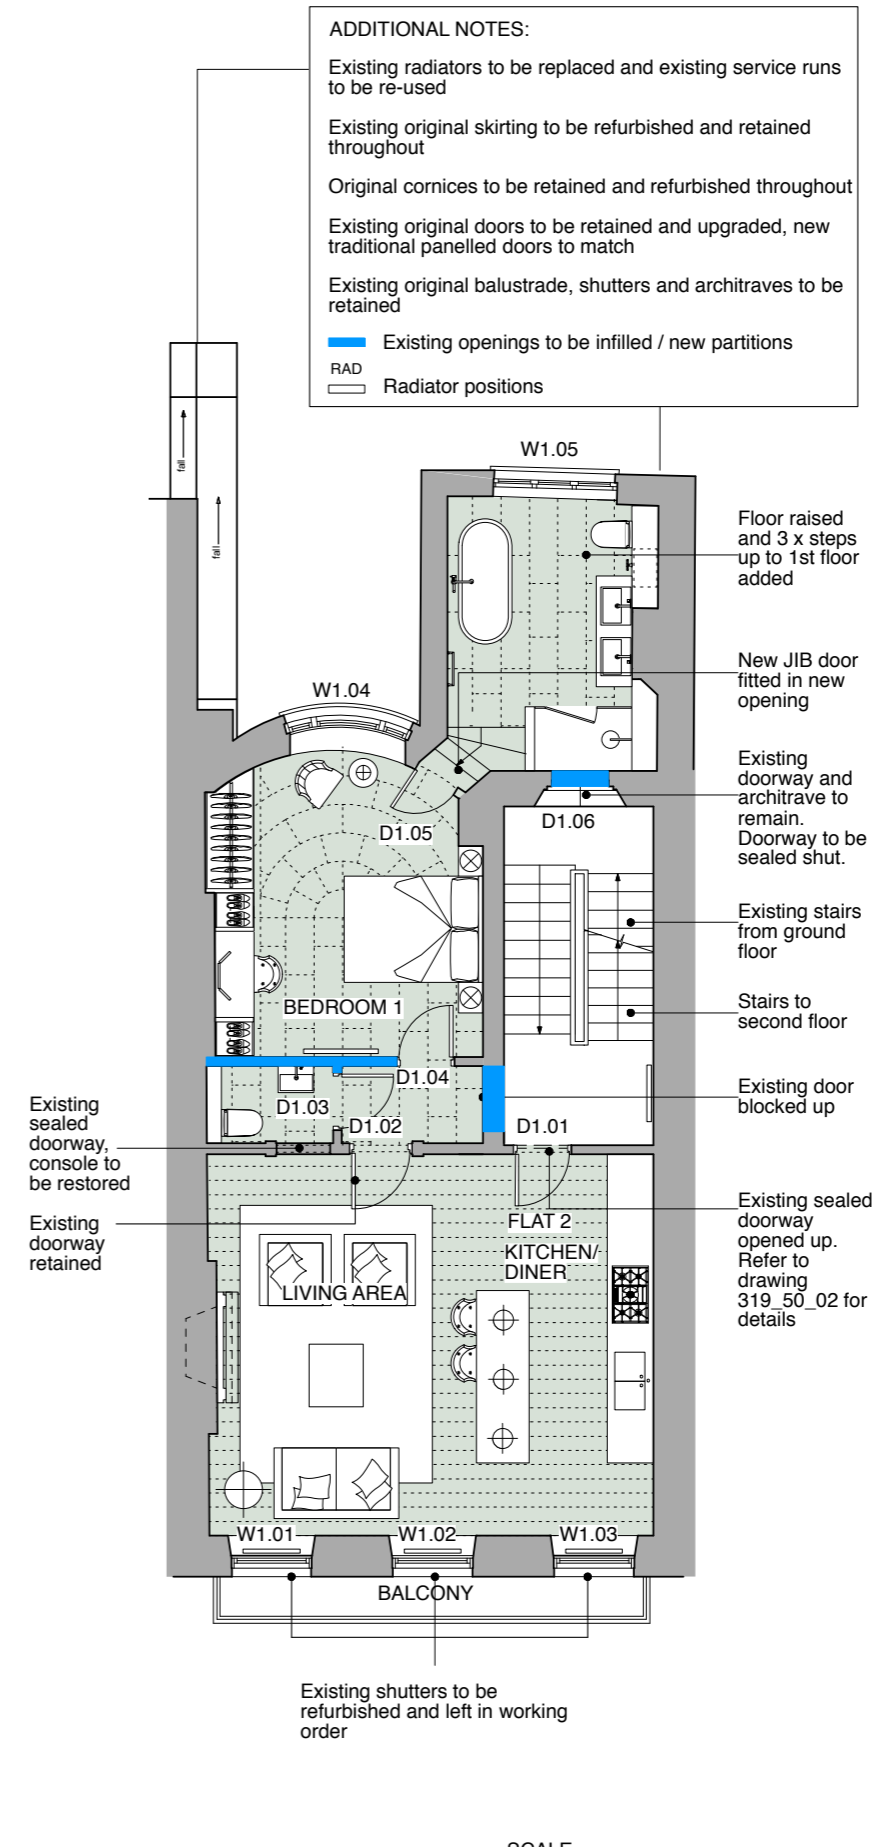 ADDITIONAL NOTES:
Existing radiators to be replaced and existing service runs
to be re-used
Existing original skirting to be refurbished and retained
throughout
Original cornices to be retained and refurbished throughout
Existing original doors to be retained and upgraded, new
traditional panelled doors to match
Existing original balustrade, shutters and architraves to be
retained
Existing openings to be infilled / new partitions
RAD
Radiator positions
W1.05
fall
fall
Floor raised
and 3 x steps
up to 1st floor
added
New JIB door
fitted in new
opening
W1.04
Existing
doorway and
architrave to
remain.
Doorway to be
sealed shut.
D1.05
D1.06
Existing stairs
from ground
floor
BEDROOM 1
Stairs to
second floor
D1.04
Existing door
blocked up
Existing
sealed
doorway,
console to
be restored
D1.03
D1.02
D1.01
Existing
doorway
retained
FLAT 2
KITCHEN/
DINER
Existing sealed
doorway
opened up.
Refer to
drawing
319_50_02 for
details
LIVING AREA
W1.01
W1.02
W1.03
BALCONY
Existing shutters to be
refurbished and left in working
order
SCALE